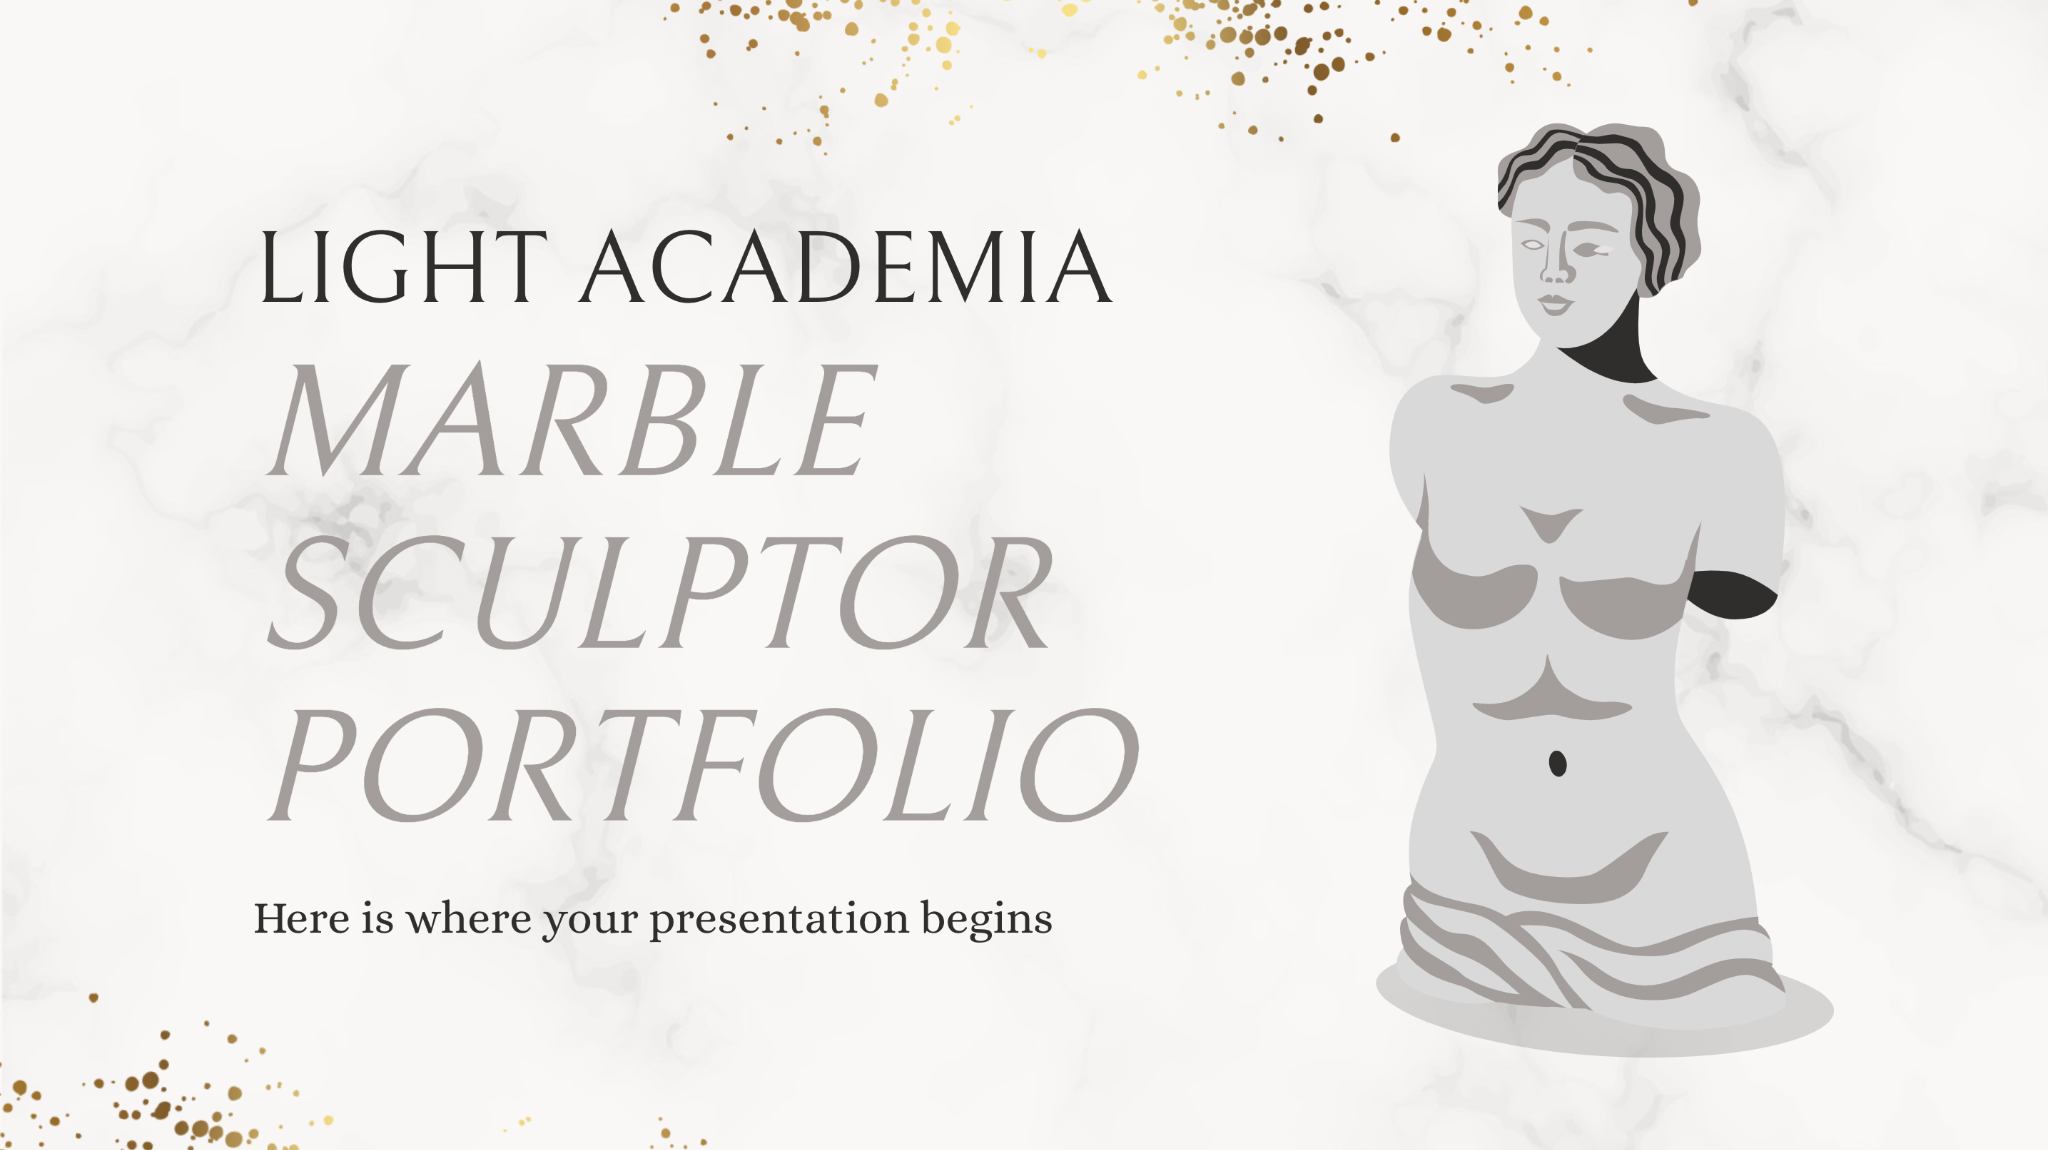 LIGHT ACADEMIA
MARBLE
SCULPTOR
PORTFOLIO
Here is where your presentation begins